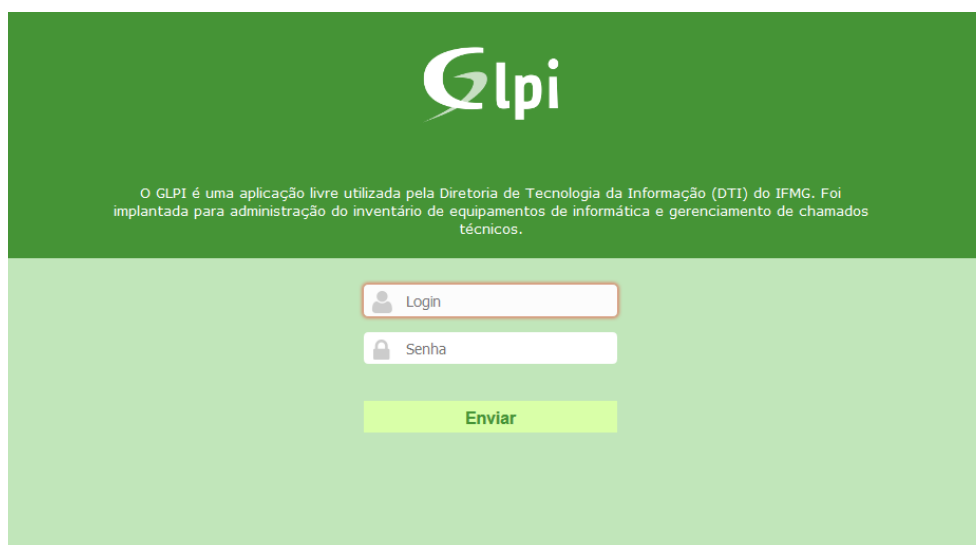 Glpi
O GLPI é uma aplicação livre utilizada pela Diretoria de Tecnologia da Informação (DTI) do IFMG. Foi
implantada para administração do inventário de equipamentos de informática e gerenciamento de chamados
técnicos.
Login
Senha
Enviar